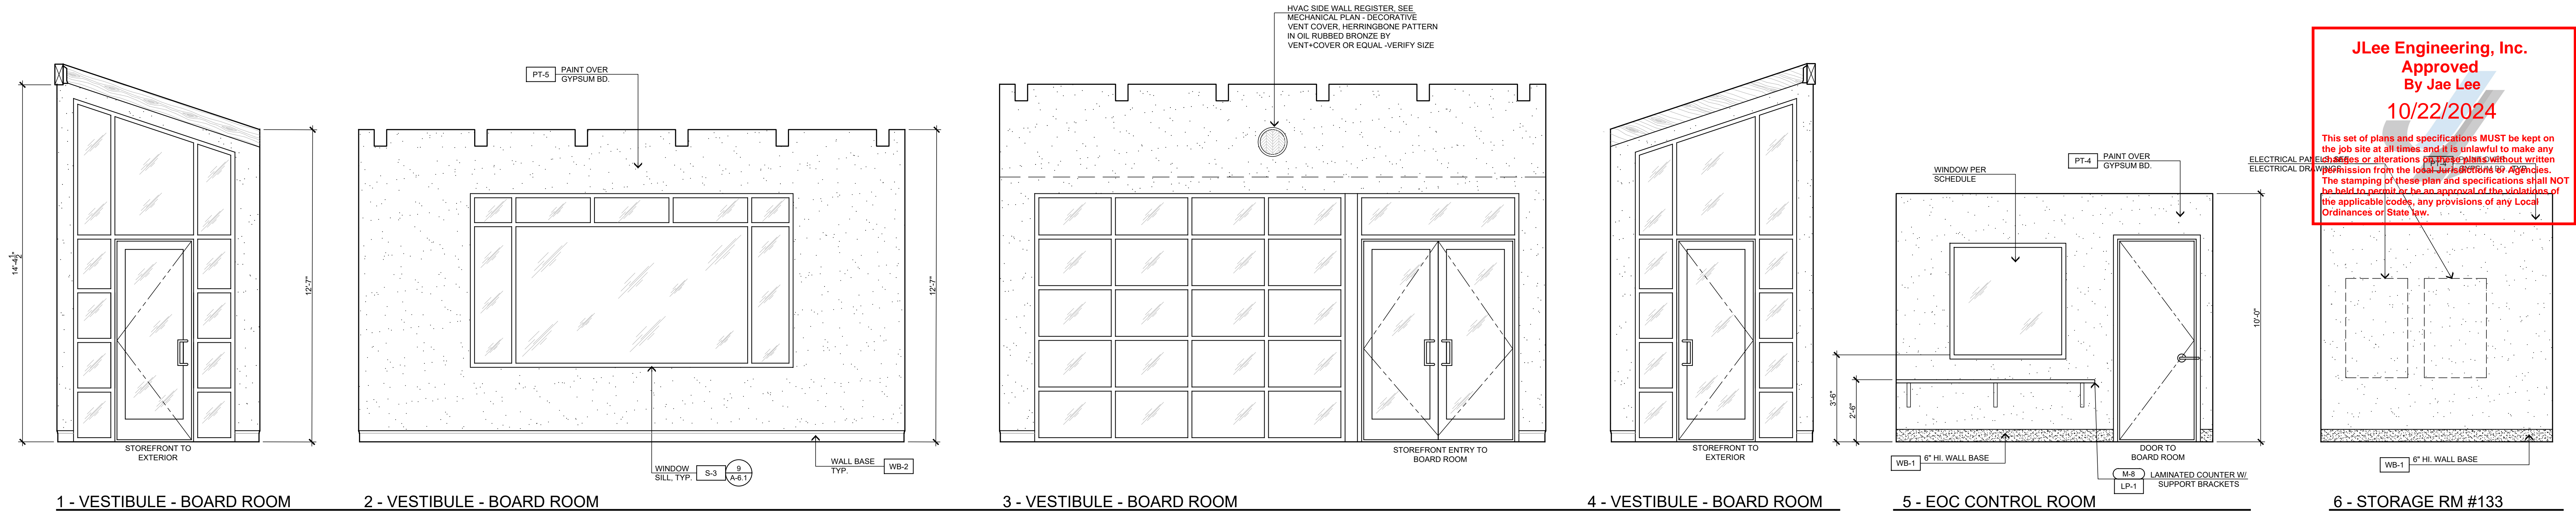 HVAC SIDE WALL REGISTER, SEE
MECHANICAL PLAN - DECORATIVE
VENT COVER, HERRINGBONE PATTERN
IN OIL RUBBED BRONZE BY
VENT+COVER OR EQUAL -VERIFY SIZE
JLee Engineering, Inc.
Approved
By Jae Lee
10/22/2024
This set of plans and specifications MUST be kept on
the job site at all times and it is unlawful to make any
changes or alterations on these plans without written
permission from the local Jurisdictions or Agencies.
The stamping of these plan and specifications shall NOT
be held to permit or be an approval of the violations of
the applicable codes, any provisions of any Local
Ordinances or State law.
14'-4 1/2"
12'-7"
STOREFRONT TO
EXTERIOR
1 - VESTIBULE - BOARD ROOM
PT-5
PAINT OVER
GYPSUM BD.
12'-7"
WINDOW
SILL, TYP.
S-3
9
A-6.1
WALL BASE
TYP.
WB-2
2 - VESTIBULE - BOARD ROOM
STOREFRONT ENTRY TO
BOARD ROOM
3 - VESTIBULE - BOARD ROOM
STOREFRONT TO
EXTERIOR
4 - VESTIBULE - BOARD ROOM
WINDOW PER
SCHEDULE
PT-4
PAINT OVER
GYPSUM BD.
3'-6"
2'-6"
10'-0"
WB-1
6" HI. WALL BASE
DOOR TO
BOARD ROOM
M-8
LP-1
LAMINATED COUNTER W/
SUPPORT BRACKETS
5 - EOC CONTROL ROOM
ELECTRICAL PANELS, SEE
ELECTRICAL DRAWINGS
PT-4
WB-1
6" HI. WALL BASE
6 - STORAGE RM #133